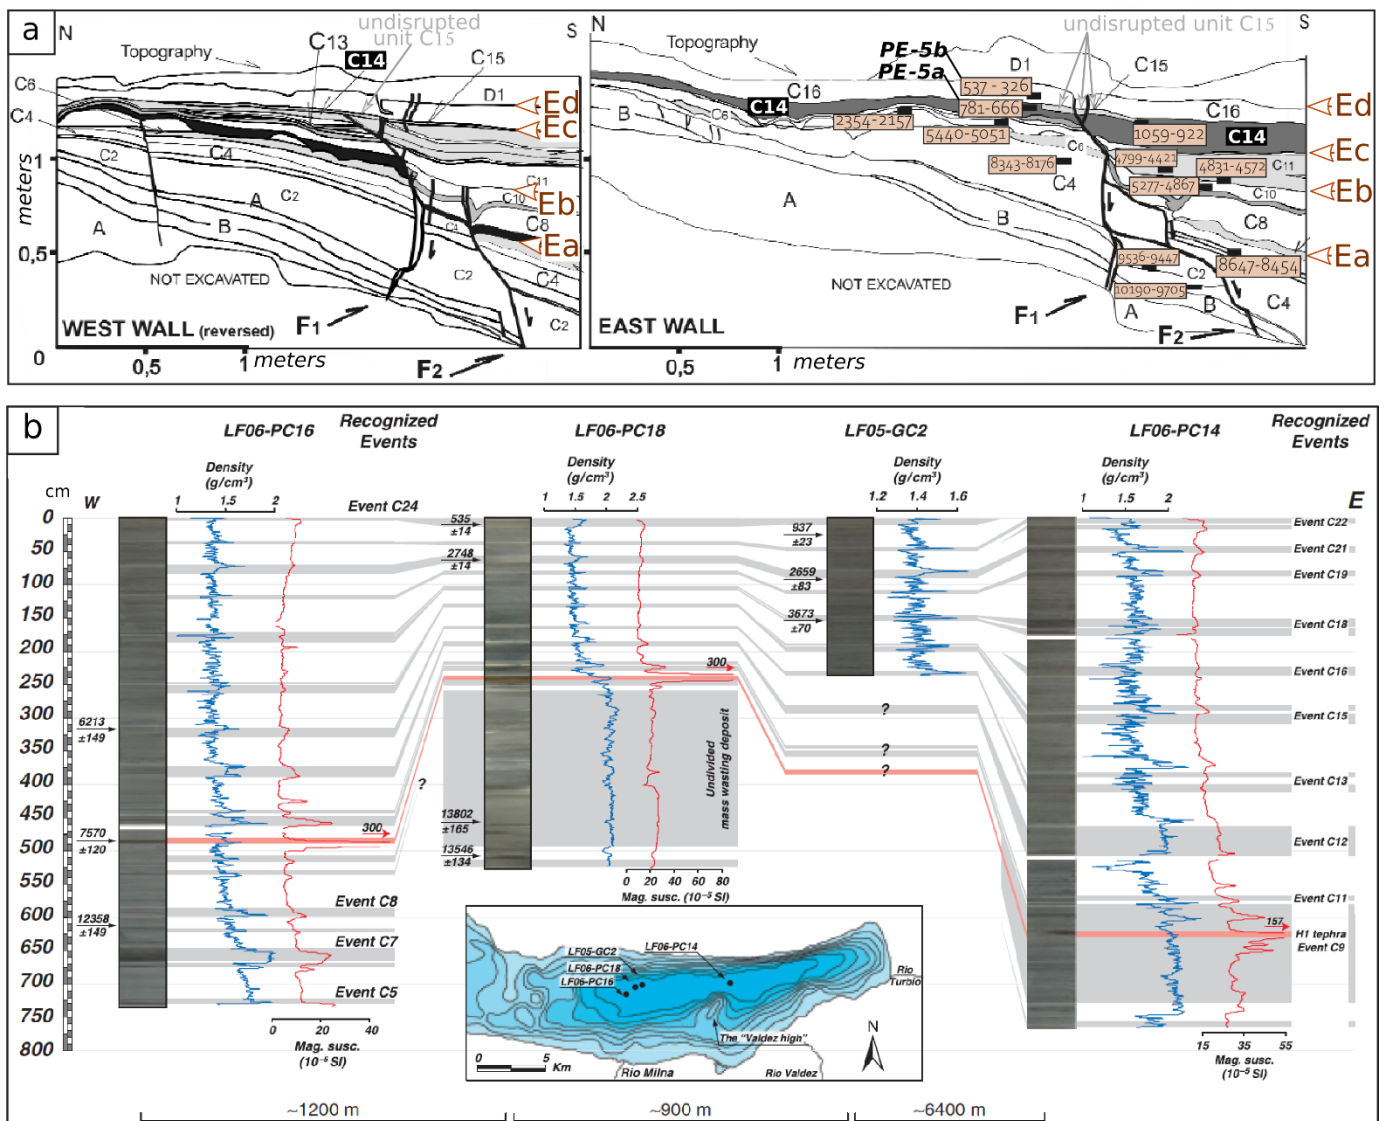 a
N
Topography
C13
C14
undisrupted
unit C15
C15
S
C6
C4
D1
Ed
Ec
C2
C4
1
C11
C10
Eb
A
C2
C4
C8
Ea
A
B
0,5
C2
C4
NOT EXCAVATED
C2
F1
WEST WALL (reversed)
F2
meters
0
0,5
1
meters
N
Topography
PE-5b
PE-5a
undisrupted unit C15
S
D1
C15
537-326
C16
C14
781-666
C16
Ed
B
C6
2354-2157
5440-5051
1059-922
C14
C6
4799-4421
4831-4572
C11
Ec
8343-8176
C4
5277-4867
C10
Eb
A
B
C8
9536-9447
C2
8647-8454
Ea
NOT EXCAVATED
10190-9705
B
C4
F1
A
F2
EAST WALL
0,5
1
meters
b
LF06-PC16
Recognized
Events
LF06-PC18
LF05-GC2
LF06-PC14
Recognized
Events
Density
(g/cm³)
Density
(g/cm³)
Density
(g/cm³)
Density
(g/cm³)
cm
W
1 1.5 2
Event C24
1 1.5 2 2.5
1.2 1.4 1.6
1 1.5 2
E
0
50
100
150
200
250
300
350
400
450
500
550
600
650
700
750
800
6213
±149
7570
±120
12358
±149
300
Event C8
Event C7
Event C5
0 20 40
Mag. susc.
(10⁻⁵ SI)
?
535
±14
2748
±14
13802
±165
13546
±134
300
Undivided
mass wasting deposit
0 20 40 60 80
Mag. susc. (10⁻⁵ SI)
937
±23
2659
±83
3673
±70
?
?
?
Event C22
Event C21
Event C19
Event C18
Event C16
Event C15
Event C13
Event C12
Event C11
157
H1 tephra
Event C9
15 35 55
Mag. susc.
(10⁻⁵ SI)
LF05-GC2
LF06-PC14
LF06-PC18
LF06-PC16
Rio
Turbio
The "Valdez high"
N
0 5
Km
Rio Milna
Rio Valdez
~1200 m
~900 m
~6400 m